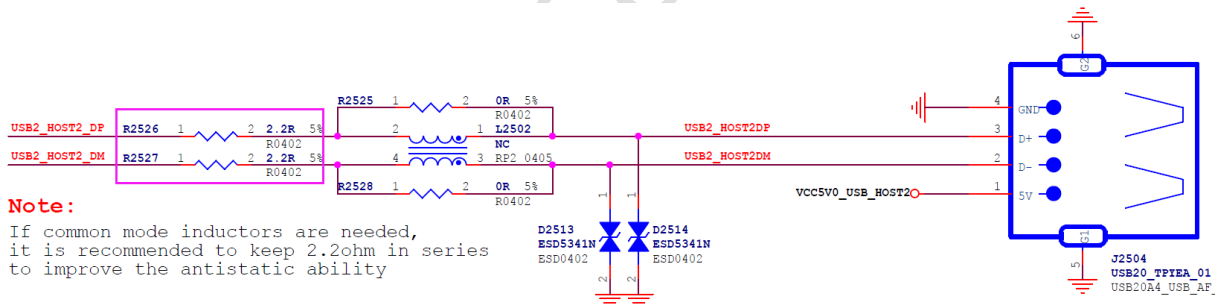 6
G2
R2525 1 2 0R 5%
R0402
4 GND
USB2_HOST2_DP R2526 1 2 2.2R 5% 2 1 L2502 USB2_HOST2DP 3 D+
R0402 NC
USB2_HOST2_DM R2527 1 2 2.2R 5% 4 3 RP2_0405 USB2_HOST2DM 2 D-
R0402
R2528 1 2 0R 5% VCC5V0_USB_HOST2 1 5V
R0402
1 1
Note:
If common mode inductors are needed,
it is recommended to keep 2.2ohm in series
to improve the antistatic ability
D2513 D2514
ESD5341N ESD5341N
ESD0402 ESD0402
2 2
G1
5
J2504
USB20_TPYEA_01
USB20A4_USB_AF_